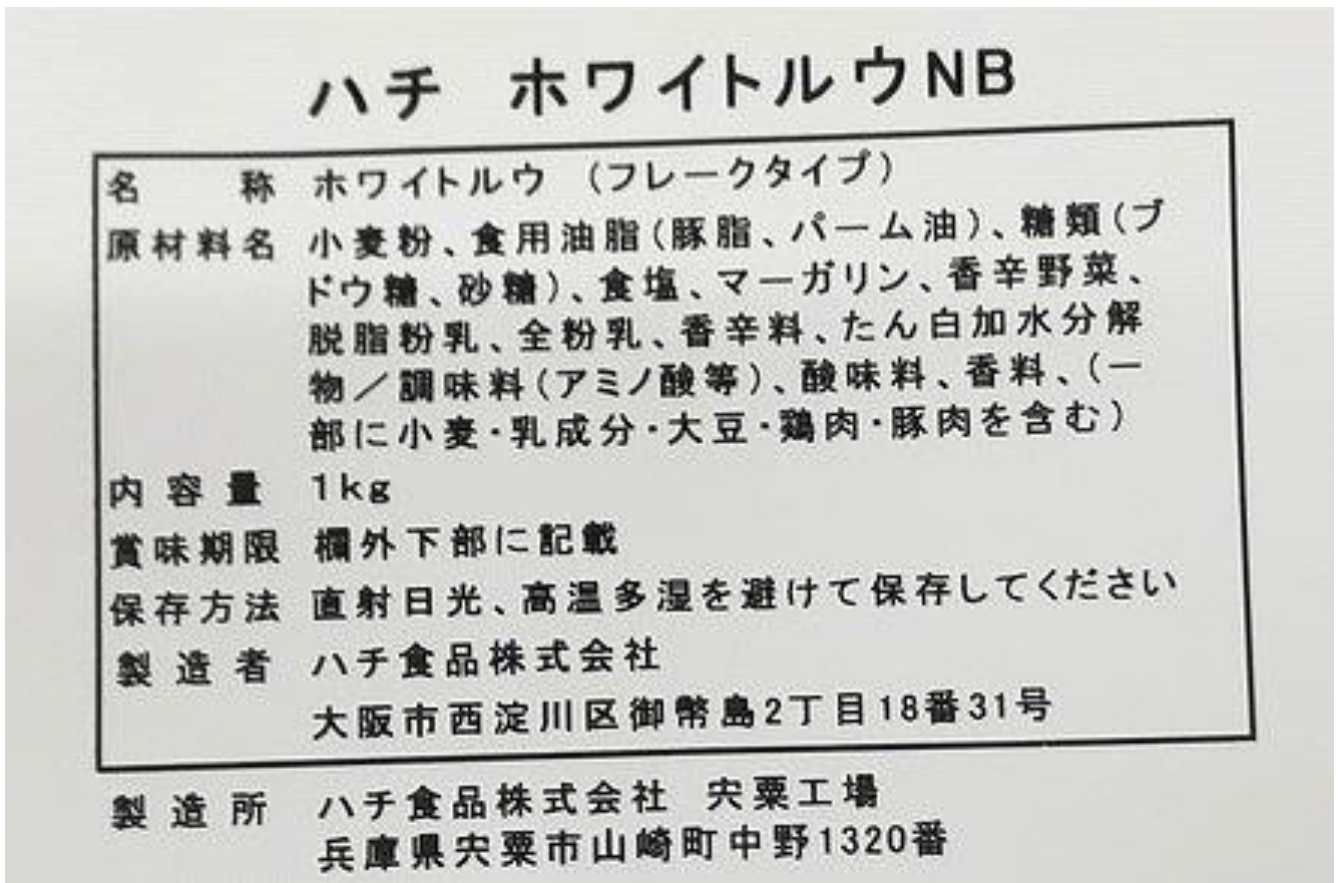 ハチ ホワイトルウNB
名 称 ホワイトルウ (フレークタイプ)
原材料名 小麦粉、食用油脂(豚脂、パーム油)、糖類(ブ
ドウ糖、砂糖)、食塩、マーガリン、香辛野菜、
脱脂粉乳、全粉乳、香辛料、たん白加水分解
物/調味料(アミノ酸等)、酸味料、香料、(一
部に小麦・乳成分・大豆・鶏肉・豚肉を含む)
内容量 1kg
賞味期限 欄外下部に記載
保存方法 直射日光、高温多湿を避けて保存してください
製造者 ハチ食品株式会社
大阪市西淀川区御幣島2丁目18番31号
製造所 ハチ食品株式会社 宍粟工場
兵庫県宍粟市山崎町中野1320番